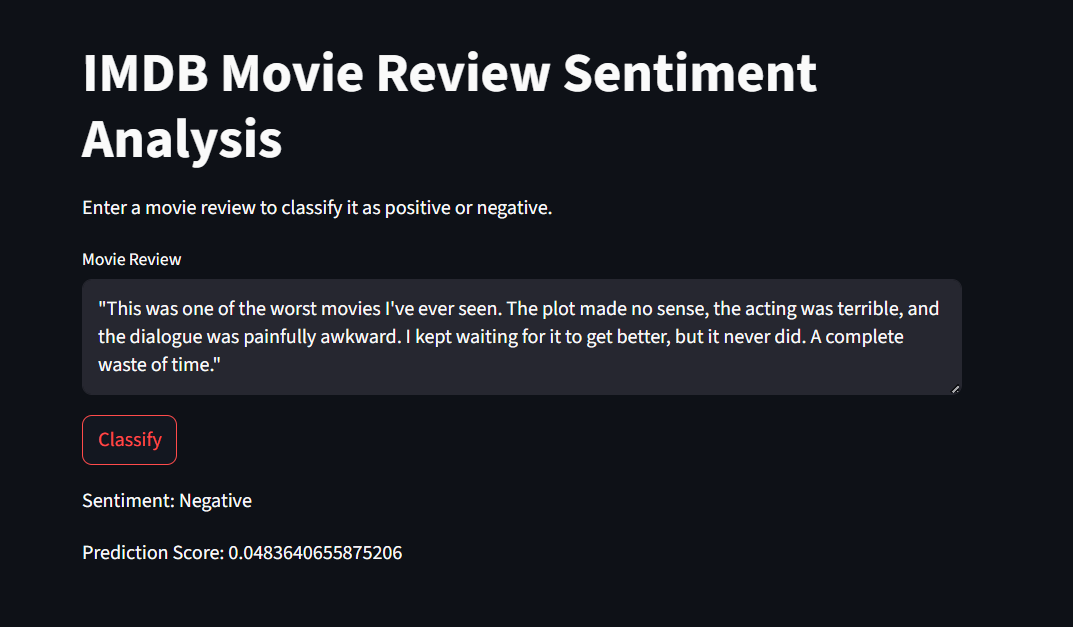 IMDB Movie Review Sentiment
Analysis
Enter a movie review to classify it as positive or negative.
Movie Review
"This was one of the worst movies I've ever seen. The plot made no sense, the acting was terrible, and
the dialogue was painfully awkward. I kept waiting for it to get better, but it never did. A complete
waste of time."
Classify
Sentiment: Negative
Prediction Score: 0.0483640655875206